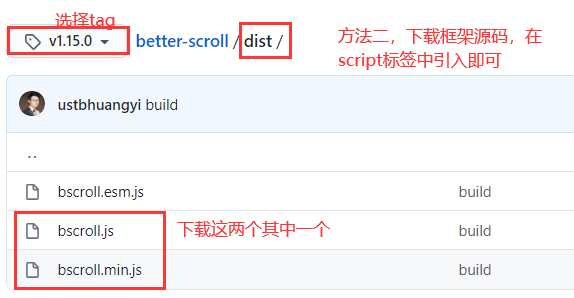 选择tag
v1.15.0
better-scroll / dist /
方法二，下载框架源码，在
script标签中引入即可
ustbhuangyi build
..
bscroll.esm.js build
bscroll.js 下载这两个其中一个 build
bscroll.min.js build